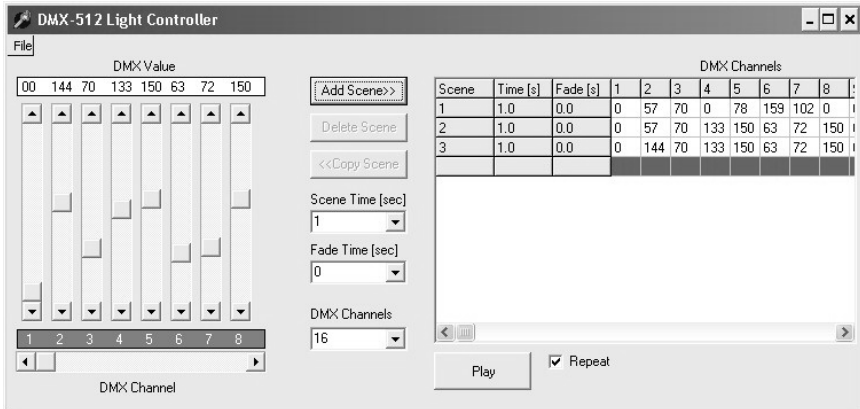 DMX-512 Light Controller
File
DMX Value
00 144 70 133 150 63 72 150
1 2 3 4 5 6 7 8
DMX Channel
Add Scene>>
Delete Scene
<<Copy Scene
Scene Time [sec]
1
Fade Time [sec]
0
DMX Channels
16
DMX Channels
Scene Time [s] Fade [s] 1 2 3 4 5 6 7 8
1 1.0 0.0 0 57 70 0 78 159 102 0
2 1.0 0.0 0 57 70 133 150 63 72 150
3 1.0 0.0 0 144 70 133 150 63 72 150
Play
Repeat